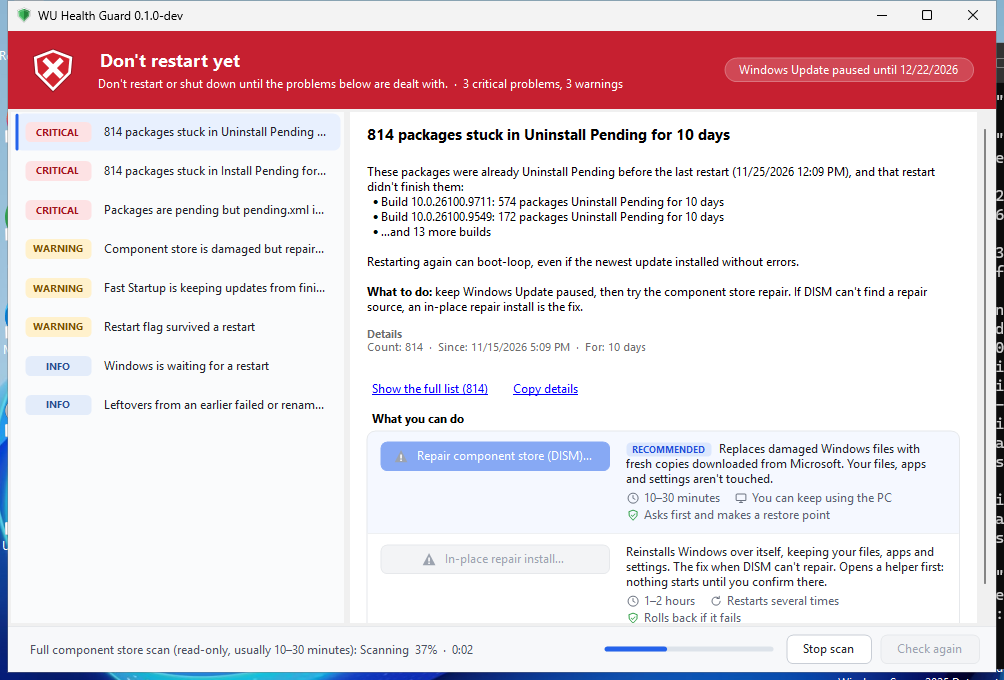 WU Health Guard 0.1.0-dev
Don't restart yet
Don't restart or shut down until the problems below are dealt with. · 3 critical problems, 3 warnings
Windows Update paused until 12/22/2026
CRITICAL 814 packages stuck in Uninstall Pending ...
CRITICAL 814 packages stuck in Install Pending for...
CRITICAL Packages are pending but pending.xml i...
WARNING Component store is damaged but repair...
WARNING Fast Startup is keeping updates from fini...
WARNING Restart flag survived a restart
INFO Windows is waiting for a restart
INFO Leftovers from an earlier failed or renam...
814 packages stuck in Uninstall Pending for 10 days
These packages were already Uninstall Pending before the last restart (11/25/2026 12:09 PM), and that restart
didn't finish them:
• Build 10.0.26100.9711: 574 packages Uninstall Pending for 10 days
• Build 10.0.26100.9549: 172 packages Uninstall Pending for 10 days
• ...and 13 more builds
Restarting again can boot-loop, even if the newest update installed without errors.
What to do: keep Windows Update paused, then try the component store repair. If DISM can't find a repair
source, an in-place repair install is the fix.
Details
Count: 814 · Since: 11/15/2026 5:09 PM · For: 10 days
Show the full list (814) Copy details
What you can do
Repair component store (DISM)...
RECOMMENDED Replaces damaged Windows files with
fresh copies downloaded from Microsoft. Your files, apps
and settings aren't touched.
10–30 minutes You can keep using the PC
Asks first and makes a restore point
In-place repair install...
Reinstalls Windows over itself, keeping your files, apps and
settings. The fix when DISM can't repair. Opens a helper first:
nothing starts until you confirm there.
1–2 hours Restarts several times
Rolls back if it fails
Full component store scan (read-only, usually 10–30 minutes): Scanning 37% · 0:02
Stop scan
Check again